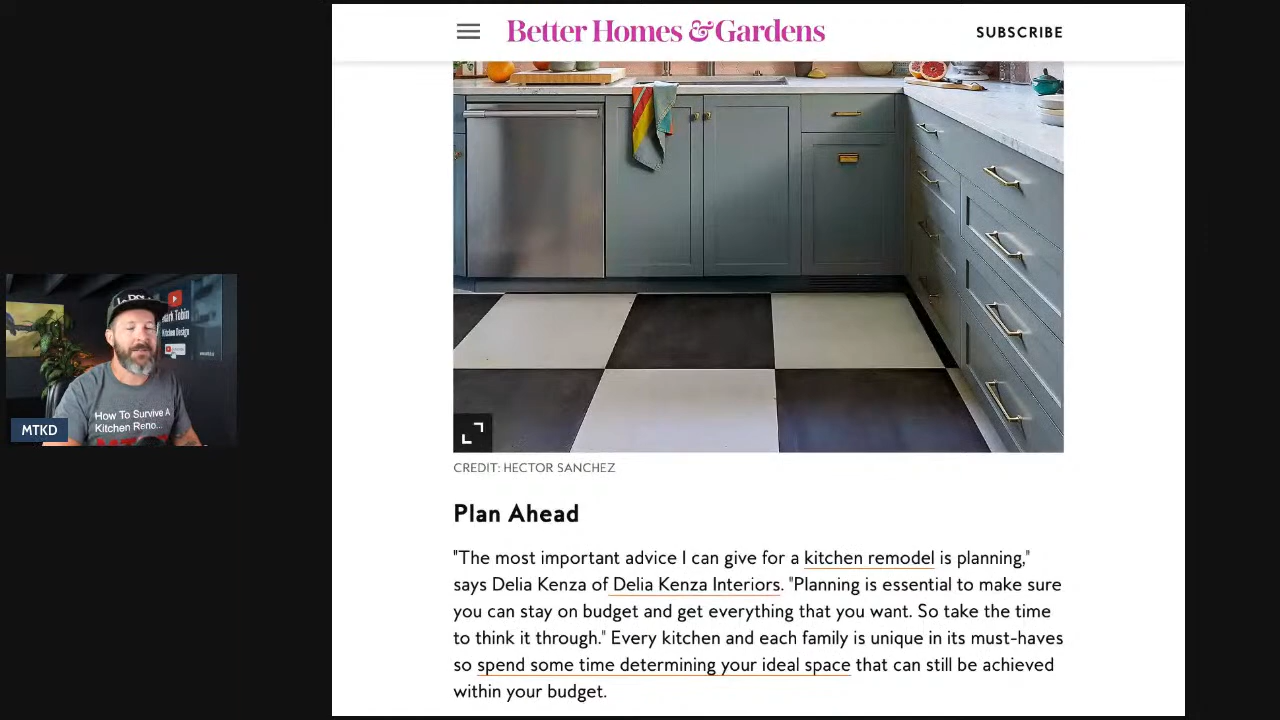 Better Homes & Gardens
SUBSCRIBE
Mark Tobin
Kitchen Design
How To Survive A
Kitchen Reno...
MTKD
CREDIT: HECTOR SANCHEZ
Plan Ahead
"The most important advice I can give for a kitchen remodel is planning,"
says Delia Kenza of Delia Kenza Interiors. "Planning is essential to make sure
you can stay on budget and get everything that you want. So take the time
to think it through." Every kitchen and each family is unique in its must-haves
so spend some time determining your ideal space that can still be achieved
within your budget.